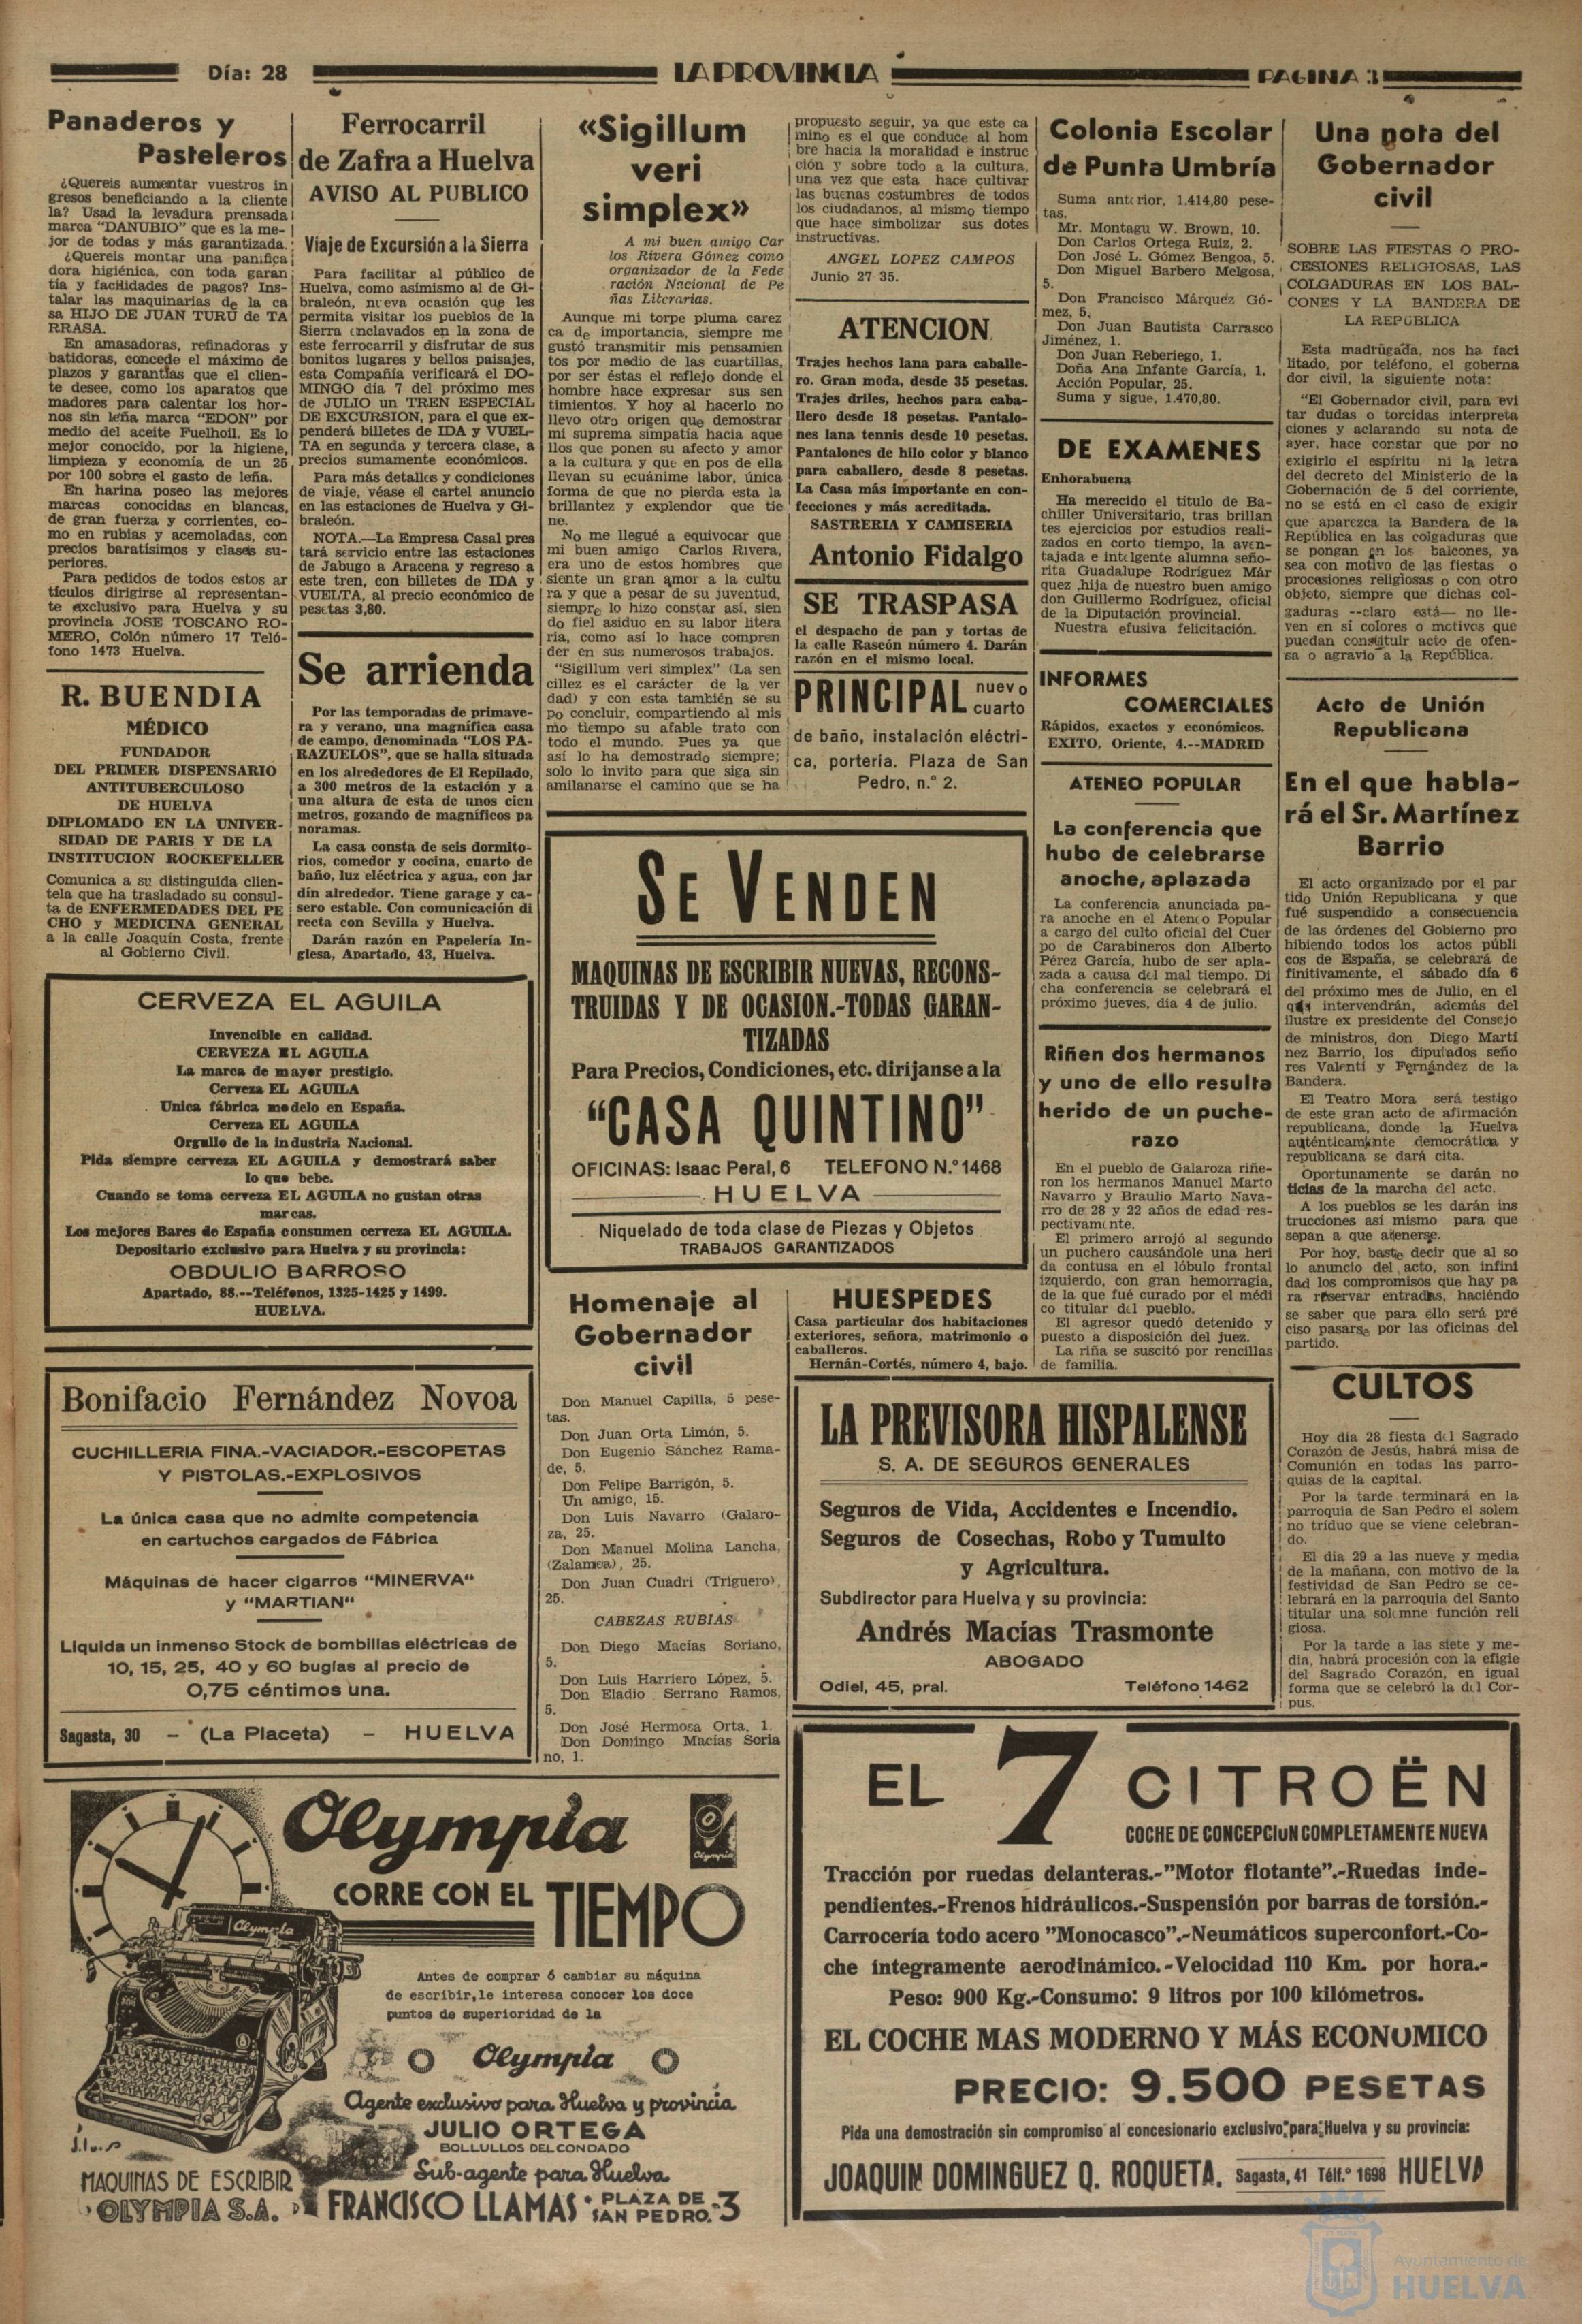 Día: 28
LA PROVINCIA
PAGINA 3
Panaderos y
Pasteleros
¿Quereis aumentar vuestros in
gresos beneficiando a la cliente
la? Usad la levadura prensada
marca "DANUBIO" que es la me-
jor de todas y más garantizada.
¿Quereis montar una panifica
dora higiénica, con toda garan
tía y facilidades de pagos? Ins-
talar las maquinarias de la ca
sa HIJO DE JUAN TURÚ de TA
RRASA.
En amasadoras, refinadoras y
batidoras, concede el máximo de
plazos y garantías que el clien-
te desee, como los aparatos que
madores para calentar los hor-
nos sin leña marca "EDON" por
medio del aceite Fuelhoil. Es lo
mejor conocido, por la higiene,
limpieza y economía de un 25
por 100 sobre el gasto de leña.
En harina poseo las mejores
marcas conocidas en blancas,
de gran fuerza y corrientes, co-
mo en rubias y acemoladas, con
precios baratísimos y clases su-
periores.
Para pedidos de todos estos ar
tículos dirigirse al representan-
te exclusivo para Huelva y su
provincia JOSE TOSCANO RO-
MERO, Colón número 17 Telé-
fono 1473 Huelva.
R. BUENDIA
MÉDICO
FUNDADOR
DEL PRIMER DISPENSARIO
ANTITUBERCULOSO
DE HUELVA
DIPLOMADO EN LA UNIVER-
SIDAD DE PARIS Y DE LA
INSTITUCION ROCKEFELLER
Comunica a su distinguida clien-
tela que ha trasladado su consul-
ta de ENFERMEDADES DEL PE
CHO y MEDICINA GENERAL
a la calle Joaquín Costa, frente
al Gobierno Civil.
Ferrocarril
de Zafra a Huelva
AVISO AL PUBLICO
Viaje de Excursión a la Sierra
Para facilitar al público de
Huelva, como asimismo al de Gi-
braleón, nueva ocasión que les
permita visitar los pueblos de la
Sierra enclavados en la zona de
este ferrocarril y disfrutar de sus
bonitos lugares y bellos paisajes,
esta Compañía verificará el DO-
MINGO día 7 del próximo mes
de JULIO un TREN ESPECIAL
DE EXCURSION, para el que ex-
penderá billetes de IDA y VUEL-
TA en segunda y tercera clase, a
precios sumamente económicos.
Para más detalles y condiciones
de viaje, véase el cartel anuncio
en las estaciones de Huelva y Gi-
braleón.
NOTA.—La Empresa Casal pres
tará servicio entre las estaciones
de Jabugo a Aracena y regreso a
este tren, con billetes de IDA y
VUELTA, al precio económico de
pesetas 3,80.
Se arrienda
Por las temporadas de primave-
ra y verano, una magnífica casa
de campo, denominada "LOS PA-
RAZUELOS", que se halla situada
en los alrededores de El Repilado,
a 300 metros de la estación y a
una altura de esta de unos cien
metros, gozando de magníficos pa
noramas.
La casa consta de seis dormito-
rios, comedor y cocina, cuarto de
baño, luz eléctrica y agua, con jar
dín alrededor. Tiene garage y ca-
sero estable. Con comunicación di
recta con Sevilla y Huelva.
Darán razón en Papelería In-
glesa, Apartado, 43, Huelva.
CERVEZA EL AGUILA
Invencible en calidad.
CERVEZA EL AGUILA
La marca de mayor prestigio.
Cerveza EL AGUILA
Unica fábrica modelo en España.
Cerveza EL AGUILA
Orgullo de la industria Nacional.
Pida siempre cerveza EL AGUILA y demostrará saber
lo que bebe.
Cuando se toma cerveza EL AGUILA no gustan otras
marcas.
Los mejores Bares de España consumen cerveza EL AGUILA.
Depositario exclusivo para Huelva y su provincia:
OBDULIO BARROSO
Apartado, 88.--Teléfonos, 1325-1425 y 1499.
HUELVA.
Bonifacio Fernández Novoa
CUCHILLERIA FINA.-VACIADOR.-ESCOPETAS
Y PISTOLAS.-EXPLOSIVOS
La única casa que no admite competencia
en cartuchos cargados de Fábrica
Máquinas de hacer cigarros "MINERVA"
y "MARTIAN"
Liquida un inmenso Stock de bombillas eléctricas de
10, 15, 25, 40 y 60 bugías al precio de
0,75 céntimos una.
Sagasta, 30 – (La Placeta) – HUELVA
«Sigillum
veri
simplex»
A mi buen amigo Car
los Rivera Gómez como
organizador de la Fede
ración Nacional de Pe
ñas Literarias.
Aunque mi torpe pluma carez
ca de importancia, siempre me
gustó transmitir mis pensamien
tos por medio de las cuartillas,
por ser éstas el reflejo donde el
hombre hace expresar sus sen
timientos. Y hoy al hacerlo no
llevo otro origen que demostrar
mi suprema simpatía hacia aque
llos que ponen su afecto y amor
a la cultura y que en pos de ella
llevan su ecuánime labor, única
forma de que no pierda esta la
brillantez y explendor que tie
ne.
No me llegué a equivocar que
mi buen amigo Carlos Rivera,
era uno de estos hombres que
siente un gran amor a la cultu
ra y que a pesar de su juventud,
siempre lo hizo constar así, sien
do fiel asiduo en su labor litera
ria, como así lo hace compren
der en sus numerosos trabajos.
"Sigillum veri simplex" (La sen
cillez es el carácter de la ver
dad) y con esta también se su
po concluir, compartiendo al mis
mo tiempo su afable trato con
todo el mundo. Pues ya que
así lo ha demostrado siempre;
solo lo invito para que siga sin
amilanarse el camino que se ha
propuesto seguir, ya que este ca
mino es el que conduce al hom
bre hacia la moralidad e instruc
ción y sobre todo a la cultura,
una vez que esta hace cultivar
las buenas costumbres de todos
los ciudadanos, al mismo tiempo
que hace simbolizar sus dotes
instructivas.
ANGEL LOPEZ CAMPOS
Junio 27 35.
ATENCION
Trajes hechos lana para caballe-
ro. Gran moda, desde 35 pesetas.
Trajes driles, hechos para caba-
llero desde 18 pesetas. Pantalo-
nes lana tennis desde 10 pesetas.
Pantalones de hilo color y blanco
para caballero, desde 8 pesetas.
La Casa más importante en con-
fecciones y más acreditada.
SASTRERIA Y CAMISERIA
Antonio Fidalgo
SE TRASPASA
el despacho de pan y tortas de
la calle Rascón número 4. Darán
razón en el mismo local.
PRINCIPAL nuevo
cuarto
de baño, instalación eléctri-
ca, portería. Plaza de San
Pedro, n.º 2.
SE VENDEN
MAQUINAS DE ESCRIBIR NUEVAS, RECONS-
TRUIDAS Y DE OCASION.-TODAS GARAN-
TIZADAS
Para Precios, Condiciones, etc. diríjanse a la
"CASA QUINTINO"
OFICINAS: Isaac Peral, 6 TELEFONO N.º 1468
HUELVA
Niquelado de toda clase de Piezas y Objetos
TRABAJOS GARANTIZADOS
Homenaje al
Gobernador
civil
Don Manuel Capilla, 5 pese-
tas.
Don Juan Orta Limón, 5.
Don Eugenio Sánchez Rama-
de, 5.
Don Felipe Barrigón, 5.
Un amigo, 15.
Don Luis Navarro (Galaro-
za, 25.
Don Manuel Molina Lancha,
(Zalamea), 25.
Don Juan Cuadri (Triguero),
25.
CABEZAS RUBIAS
Don Diego Macías Soriano,
5.
Don Luis Harriero López, 5.
Don Eladio Serrano Ramos,
5.
Don José Hermosa Orta, 1.
Don Domingo Macías Soria
no, 1.
HUESPEDES
Casa particular dos habitaciones
exteriores, señora, matrimonio o
caballeros.
Hernán-Cortés, número 4, bajo.
Colonia Escolar
de Punta Umbría
Suma anterior, 1.414,80 pese-
tas.
Mr. Montagu W. Brown, 10.
Don Carlos Ortega Ruiz, 2.
Don José L. Gómez Bengoa, 5.
Don Miguel Barbero Melgosa,
5.
Don Francisco Márquez Gó-
mez, 5.
Don Juan Bautista Carrasco
Jiménez, 1.
Don Juan Reberiego, 1.
Doña Ana Infante García, 1.
Acción Popular, 25.
Suma y sigue, 1.470,80.
DE EXAMENES
Enhorabuena
Ha merecido el título de Ba-
chiller Universitario, tras brillan
tes ejercicios por estudios reali-
zados en corto tiempo, la aven-
tajada e inteligente alumna seño-
rita Guadalupe Rodríguez Már
quez ,hija de nuestro buen amigo
don Guillermo Rodríguez, oficial
de la Diputación provincial.
Nuestra efusiva felicitación.
INFORMES
COMERCIALES
Rápidos, exactos y económicos.
EXITO, Oriente, 4.--MADRID
ATENEO POPULAR
La conferencia que
hubo de celebrarse
anoche, aplazada
La conferencia anunciada pa-
ra anoche en el Ateneo Popular
a cargo del culto oficial del Cuer
po de Carabineros don Alberto
Pérez García, hubo de ser apla-
zada a causa del mal tiempo. Di
cha conferencia se celebrará el
próximo jueves, dia 4 de julio.
Riñen dos hermanos
y uno de ello resulta
herido de un puche-
razo
En el pueblo de Galaroza riñe-
ron los hermanos Manuel Marto
Navarro y Braulio Marto Nava-
rro de 28 y 22 años de edad res-
pectivamente.
El primero arrojó al segundo
un puchero causándole una heri
da contusa en el lóbulo frontal
izquierdo, con gran hemorragia,
de la que fué curado por el médi
co titular del pueblo.
El agresor quedó detenido y
puesto a disposición del juez.
La riña se suscitó por rencillas
de familia.
Una nota del
Gobernador
civil
SOBRE LAS FIESTAS O PRO-
CESIONES RELIGIOSAS, LAS
COLGADURAS EN LOS BAL-
CONES Y LA BANDERA DE
LA REPUBLICA
Esta madrugada, nos ha faci
litado, por teléfono, el goberna
dor civil, la siguiente nota:
"El Gobernador civil, para evi
tar dudas o torcidas interpreta
ciones y aclarando su nota de
ayer, hace constar que por no
exigirlo el espíritu ni la letra
del decreto del Ministerio de la
Gobernación de 5 del corriente,
no se está en el caso de exigir
que aparezca la Bandera de la
República en las colgaduras que
se pongan en los balcones, ya
sea con motivo de las fiestas o
procesiones religiosas o con otro
objeto, siempre que dichas col-
gaduras --claro está— no lle-
ven en sí colores o motivos que
puedan constituir acto de ofen-
sa o agravio a la República.
Acto de Unión
Republicana
En el que habla-
rá el Sr. Martínez
Barrio
El acto organizado por el par
tido Unión Republicana y que
fué suspendido a consecuencia
de las órdenes del Gobierno pro
hibiendo todos los actos públi
cos de España, se celebrará de
finitivamente, el sábado día 6
del próximo mes de Julio, en el
que intervendrán, además del
ilustre ex presidente del Consejo
de ministros, don Diego Martí
nez Barrio, los diputados seño
res Valentí y Fernández de la
Bandera.
El Teatro Mora será testigo
de este gran acto de afirmación
republicana, donde la Huelva
auténticamente democrática y
republicana se dará cita.
Oportunamente se darán no
ticias de la marcha del acto.
A los pueblos se les darán ins
trucciones así mismo para que
sepan a que atenerse.
Por hoy, baste decir que al so
lo anuncio del acto, son infini
dad los compromisos que hay pa
ra reservar entradas, haciéndo
se saber que para ello será pre
ciso pasarse por las oficinas del
partido.
CULTOS
Hoy dia 28 fiesta del Sagrado
Corazón de Jesús, habrá misa de
Comunión en todas las parro-
quias de la capital.
Por la tarde terminará en la
parroquia de San Pedro el solem
no tríduo que se viene celebran-
do.
El dia 29 a las nueve y media
de la mañana, con motivo de la
festividad de San Pedro se ce-
lebrará en la parroquia del Santo
titular una solemne función reli
giosa.
Por la tarde a las siete y me-
dia, habrá procesión con la efigie
del Sagrado Corazón, en igual
forma que se celebró la del Cor-
pus.
LA PREVISORA HISPALENSE
S. A. DE SEGUROS GENERALES
Seguros de Vida, Accidentes e Incendio.
Seguros de Cosechas, Robo y Tumulto
y Agricultura.
Subdirector para Huelva y su provincia:
Andrés Macías Trasmonte
ABOGADO
Odiel, 45, pral. Teléfono 1462
Olympia
CORRE CON EL TIEMPO
Olympia
Olympia
Antes de comprar ó cambiar su máquina
de escribir, le interesa conocer los doce
puntos de superioridad de la
Olympia
Agente exclusivo para Huelva y provincia
JULIO ORTEGA
BOLLULLOS DEL CONDADO
Sub-agente para Huelva
FRANCISCO LLAMAS · PLAZA DE
SAN PEDRO.-3
MAQUINAS DE ESCRIBIR
OLYMPIA S.A.
EL 7 CITROËN
COCHE DE CONCEPCION COMPLETAMENTE NUEVA
Tracción por ruedas delanteras.-"Motor flotante".-Ruedas inde-
pendientes.-Frenos hidráulicos.-Suspensión por barras de torsión.-
Carrocería todo acero "Monocasco".-Neumáticos superconfort.-Co-
che íntegramente aerodinámico.-Velocidad 110 Km. por hora.-
Peso: 900 Kg.-Consumo: 9 litros por 100 kilómetros.
EL COCHE MAS MODERNO Y MÁS ECONOMICO
PRECIO: 9.500 PESETAS
Pida una demostración sin compromiso al concesionario exclusivo para Huelva y su provincia:
JOAQUIN DOMINGUEZ Q. ROQUETA. Sagasta, 41 Télf.º 1698 HUELVA
Ayuntamiento de
HUELVA